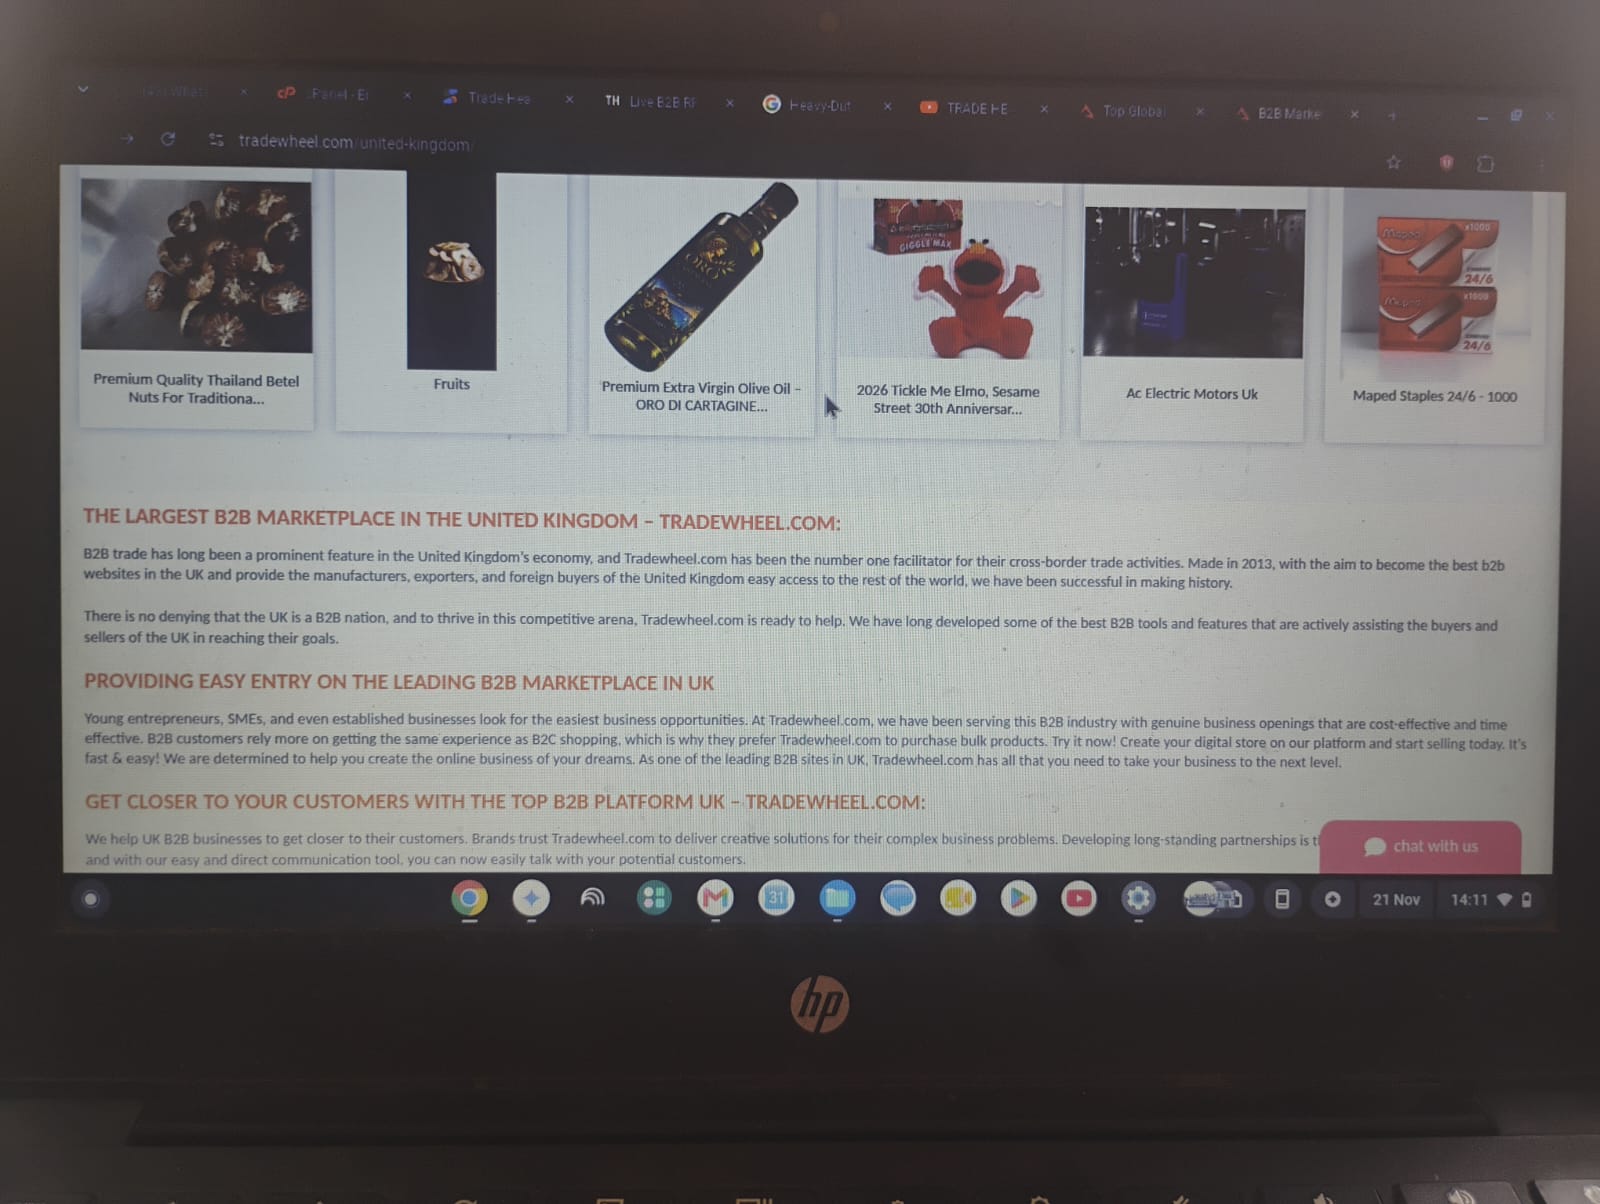 cP
Panel - E
Trade Hea
TH Live B2B RF
Heavy-Dut
TRADE HE
Top Global
B2B Marke
tradewheel.com/united-kingdom/
ORO
GIGGLE MAX
Maped
x1000
24/6
Maped
x1000
24/6
Premium Quality Thailand Betel
Nuts For Traditiona...
Fruits
Premium Extra Virgin Olive Oil –
ORO DI CARTAGINE...
2026 Tickle Me Elmo, Sesame
Street 30th Anniversar...
Ac Electric Motors Uk
Maped Staples 24/6 - 1000
THE LARGEST B2B MARKETPLACE IN THE UNITED KINGDOM – TRADEWHEEL.COM:
B2B trade has long been a prominent feature in the United Kingdom's economy, and Tradewheel.com has been the number one facilitator for their cross-border trade activities. Made in 2013, with the aim to become the best b2b
websites in the UK and provide the manufacturers, exporters, and foreign buyers of the United Kingdom easy access to the rest of the world, we have been successful in making history.
There is no denying that the UK is a B2B nation, and to thrive in this competitive arena, Tradewheel.com is ready to help. We have long developed some of the best B2B tools and features that are actively assisting the buyers and
sellers of the UK in reaching their goals.
PROVIDING EASY ENTRY ON THE LEADING B2B MARKETPLACE IN UK
Young entrepreneurs, SMEs, and even established businesses look for the easiest business opportunities. At Tradewheel.com, we have been serving this B2B industry with genuine business openings that are cost-effective and time
effective. B2B customers rely more on getting the same experience as B2C shopping, which is why they prefer Tradewheel.com to purchase bulk products. Try it now! Create your digital store on our platform and start selling today. It's
fast & easy! We are determined to help you create the online business of your dreams. As one of the leading B2B sites in UK, Tradewheel.com has all that you need to take your business to the next level.
GET CLOSER TO YOUR CUSTOMERS WITH THE TOP B2B PLATFORM UK – TRADEWHEEL.COM:
We help UK B2B businesses to get closer to their customers. Brands trust Tradewheel.com to deliver creative solutions for their complex business problems. Developing long-standing partnerships is t
and with our easy and direct communication tool, you can now easily talk with your potential customers.
chat with us
31
21 Nov
14:11
hp